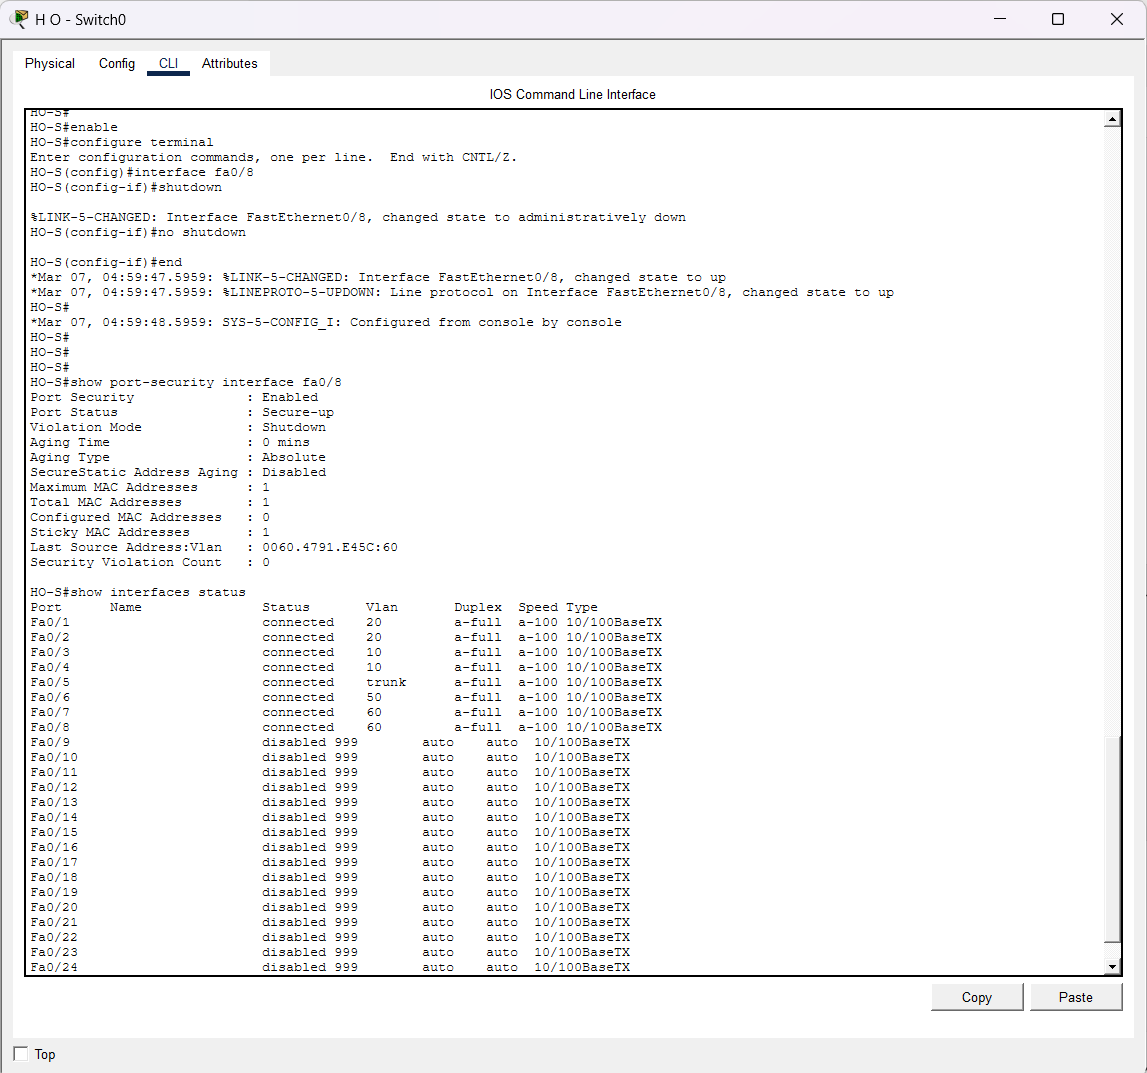 H O - Switch0
Physical Config CLI Attributes
IOS Command Line Interface
HO-S#
HO-S#enable
HO-S#configure terminal
Enter configuration commands, one per line.  End with CNTL/Z.
HO-S(config)#interface fa0/8
HO-S(config-if)#shutdown

%LINK-5-CHANGED: Interface FastEthernet0/8, changed state to administratively down
HO-S(config-if)#no shutdown

HO-S(config-if)#end
*Mar 07, 04:59:47.5959: %LINK-5-CHANGED: Interface FastEthernet0/8, changed state to up
*Mar 07, 04:59:47.5959: %LINEPROTO-5-UPDOWN: Line protocol on Interface FastEthernet0/8, changed state to up
HO-S#
*Mar 07, 04:59:48.5959: SYS-5-CONFIG_I: Configured from console by console
HO-S#
HO-S#
HO-S#
HO-S#show port-security interface fa0/8
Port Security              : Enabled
Port Status                : Secure-up
Violation Mode             : Shutdown
Aging Time                 : 0 mins
Aging Type                 : Absolute
SecureStatic Address Aging : Disabled
Maximum MAC Addresses      : 1
Total MAC Addresses        : 1
Configured MAC Addresses   : 0
Sticky MAC Addresses       : 1
Last Source Address:Vlan   : 0060.4791.E45C:60
Security Violation Count   : 0

HO-S#show interfaces status
Port      Name               Status       Vlan       Duplex  Speed Type
Fa0/1                        connected    20         a-full  a-100 10/100BaseTX
Fa0/2                        connected    20         a-full  a-100 10/100BaseTX
Fa0/3                        connected    10         a-full  a-100 10/100BaseTX
Fa0/4                        connected    10         a-full  a-100 10/100BaseTX
Fa0/5                        connected    trunk      a-full  a-100 10/100BaseTX
Fa0/6                        connected    50         a-full  a-100 10/100BaseTX
Fa0/7                        connected    60         a-full  a-100 10/100BaseTX
Fa0/8                        connected    60         a-full  a-100 10/100BaseTX
Fa0/9                        disabled 999        auto    auto  10/100BaseTX
Fa0/10                       disabled 999        auto    auto  10/100BaseTX
Fa0/11                       disabled 999        auto    auto  10/100BaseTX
Fa0/12                       disabled 999        auto    auto  10/100BaseTX
Fa0/13                       disabled 999        auto    auto  10/100BaseTX
Fa0/14                       disabled 999        auto    auto  10/100BaseTX
Fa0/15                       disabled 999        auto    auto  10/100BaseTX
Fa0/16                       disabled 999        auto    auto  10/100BaseTX
Fa0/17                       disabled 999        auto    auto  10/100BaseTX
Fa0/18                       disabled 999        auto    auto  10/100BaseTX
Fa0/19                       disabled 999        auto    auto  10/100BaseTX
Fa0/20                       disabled 999        auto    auto  10/100BaseTX
Fa0/21                       disabled 999        auto    auto  10/100BaseTX
Fa0/22                       disabled 999        auto    auto  10/100BaseTX
Fa0/23                       disabled 999        auto    auto  10/100BaseTX
Fa0/24                       disabled 999        auto    auto  10/100BaseTX
Copy Paste
Top